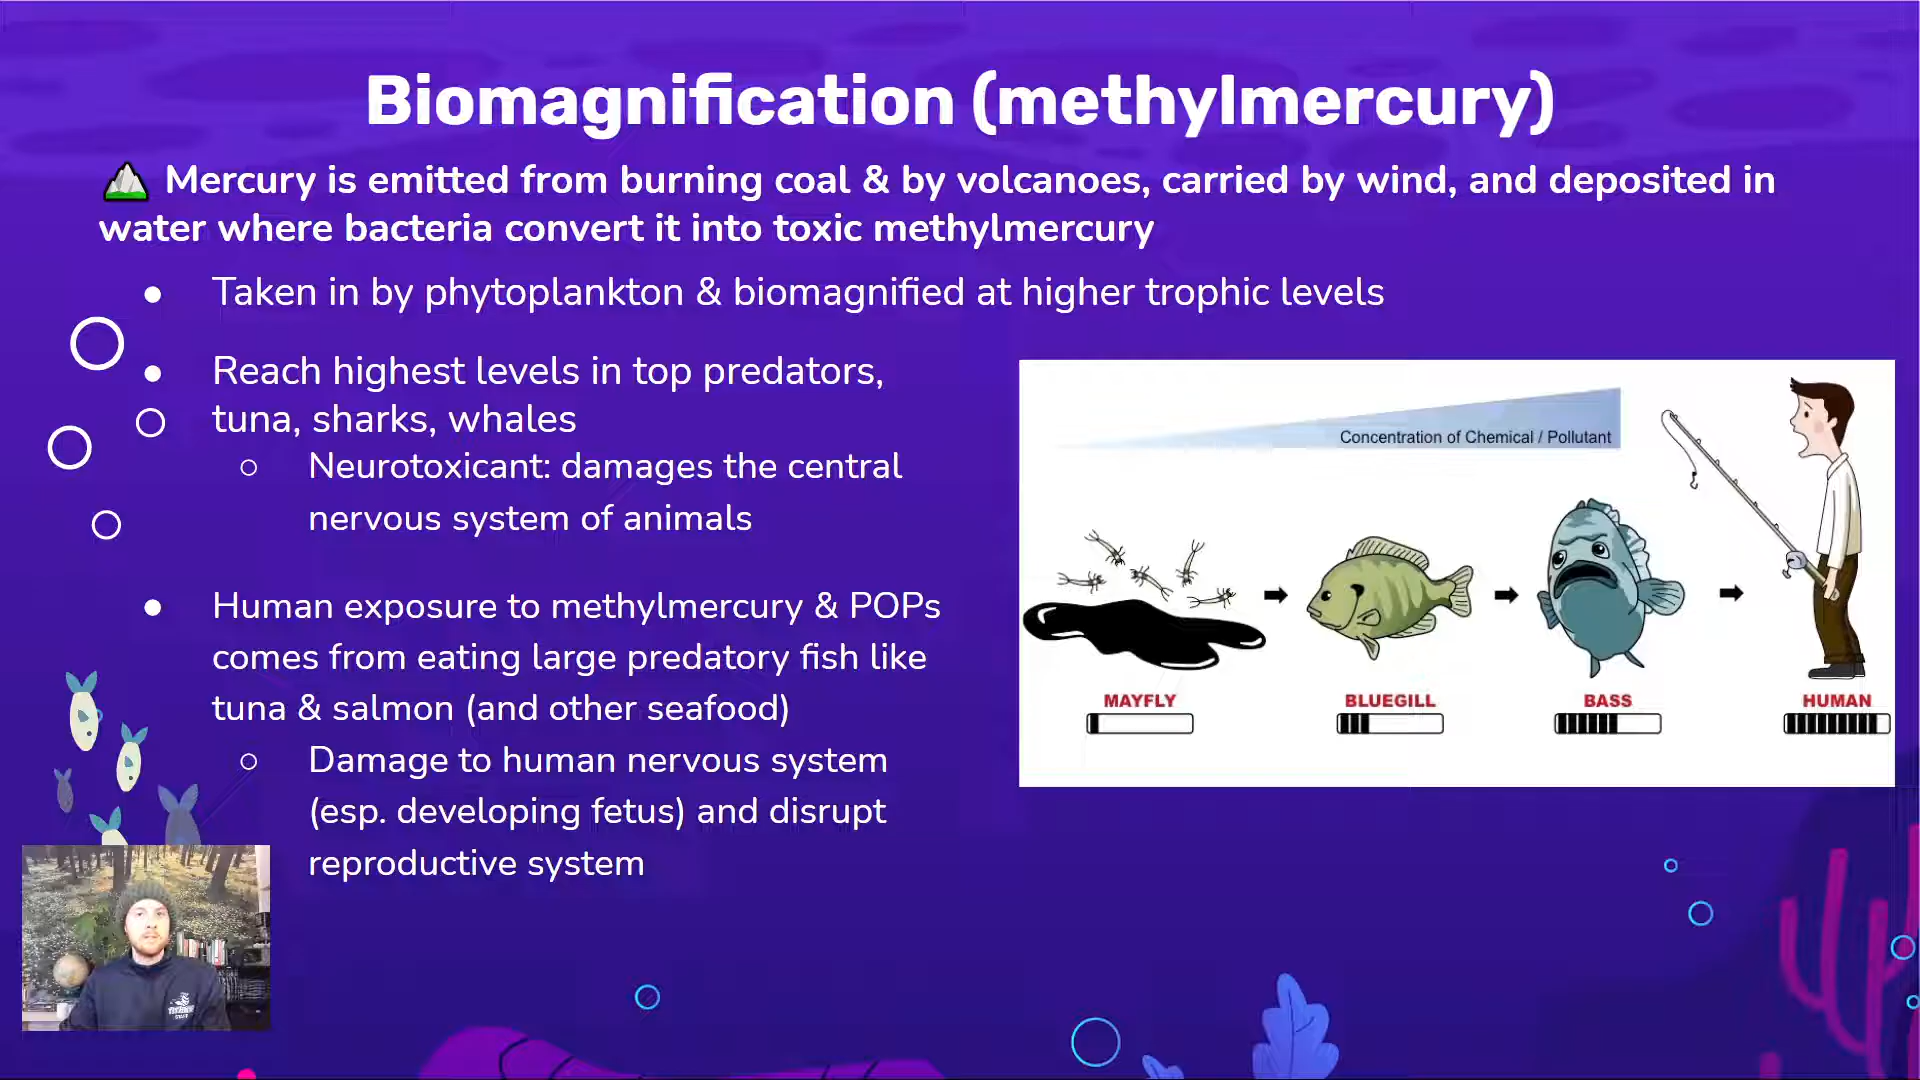 Biomagnification (methylmercury)
Mercury is emitted from burning coal & by volcanoes, carried by wind, and deposited in
water where bacteria convert it into toxic methylmercury
Taken in by phytoplankton & biomagnified at higher trophic levels
Reach highest levels in top predators,
tuna, sharks, whales
Neurotoxicant: damages the central
nervous system of animals
Human exposure to methylmercury & POPs
comes from eating large predatory fish like
tuna & salmon (and other seafood)
Damage to human nervous system
(esp. developing fetus) and disrupt
reproductive system
Concentration of Chemical / Pollutant
MAYFLY
BLUEGILL
BASS
HUMAN